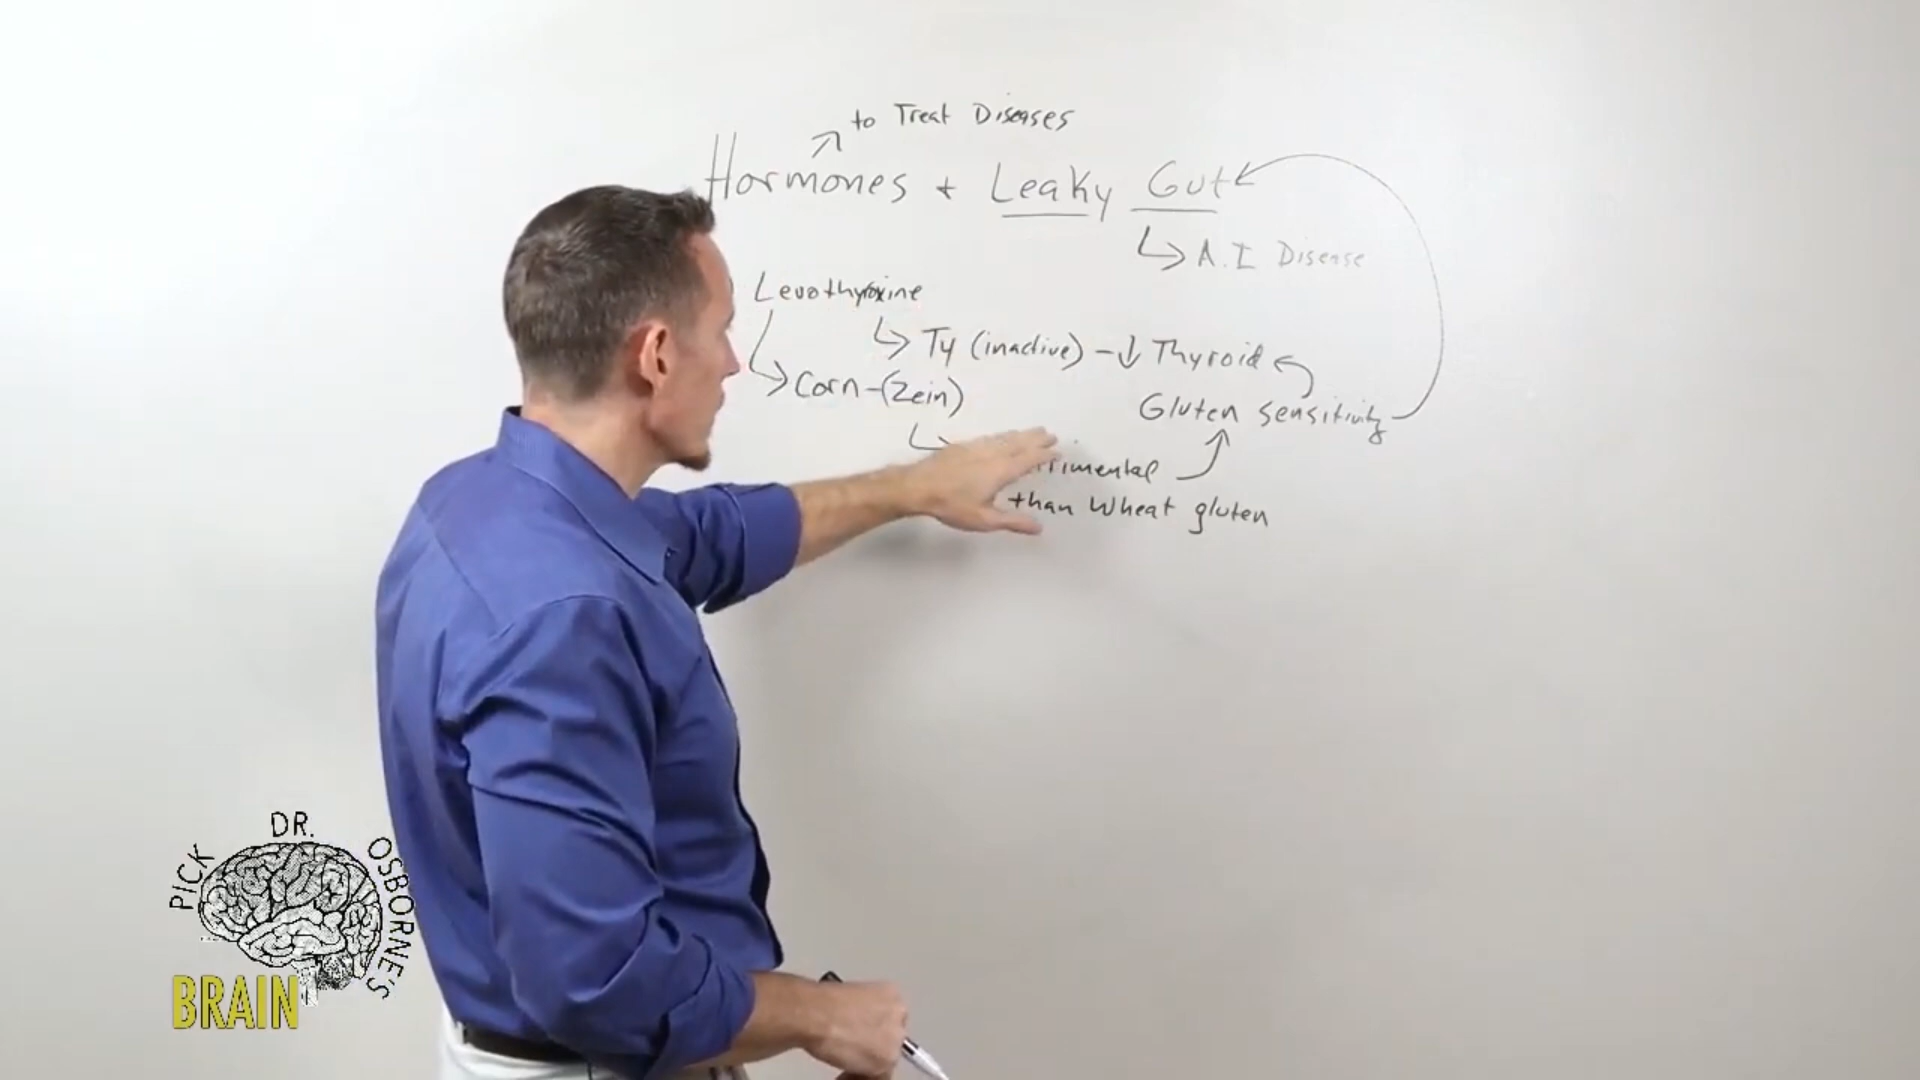 to Treat Diseases
Hormones + Leaky Gut
A.I Disease
Levothyroxine
T4 (inactive) - ↓ Thyroid
Corn - (Zein)
Gluten sensitivity
than Wheat gluten
PICK DR. OSBORNE'S
BRAIN